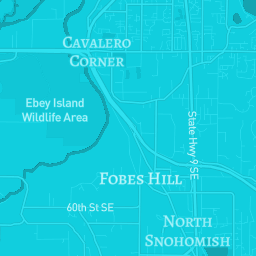 CAVALERO
CORNER
Ebey Island
Wildlife Area
State Hwy 9 SE
FOBES HILL
60th St SE
NORTH
SNOHOMISH